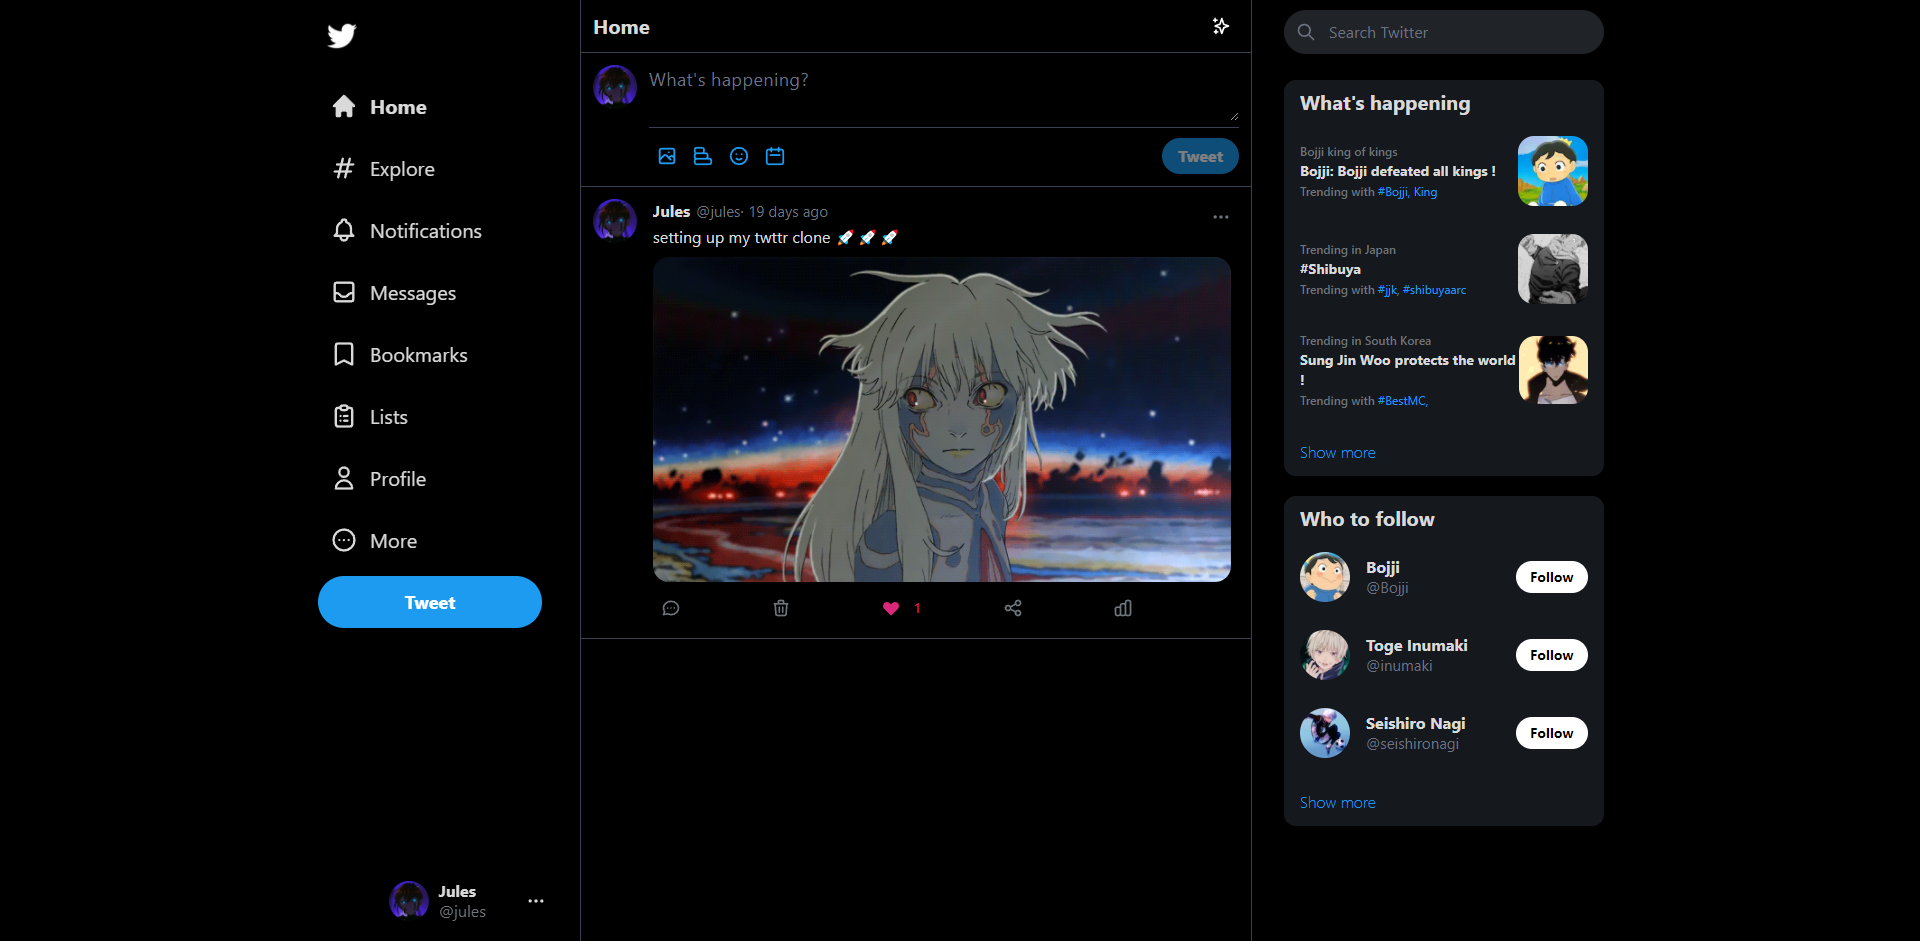 Home
Explore
Notifications
Messages
Bookmarks
Lists
Profile
More
Tweet
Jules
@jules
Home
What's happening?
Tweet
Jules @jules· 19 days ago
setting up my twttr clone 🚀 🚀 🚀
1
Search Twitter
What's happening
Bojji king of kings
Bojji: Bojji defeated all kings !
Trending with #Bojji, King
Trending in Japan
#Shibuya
Trending with #jjk, #shibuyaarc
Trending in South Korea
Sung Jin Woo protects the world
!
Trending with #BestMC,
Show more
Who to follow
Bojji
@Bojji
Follow
Toge Inumaki
@inumaki
Follow
Seishiro Nagi
@seishironagi
Follow
Show more